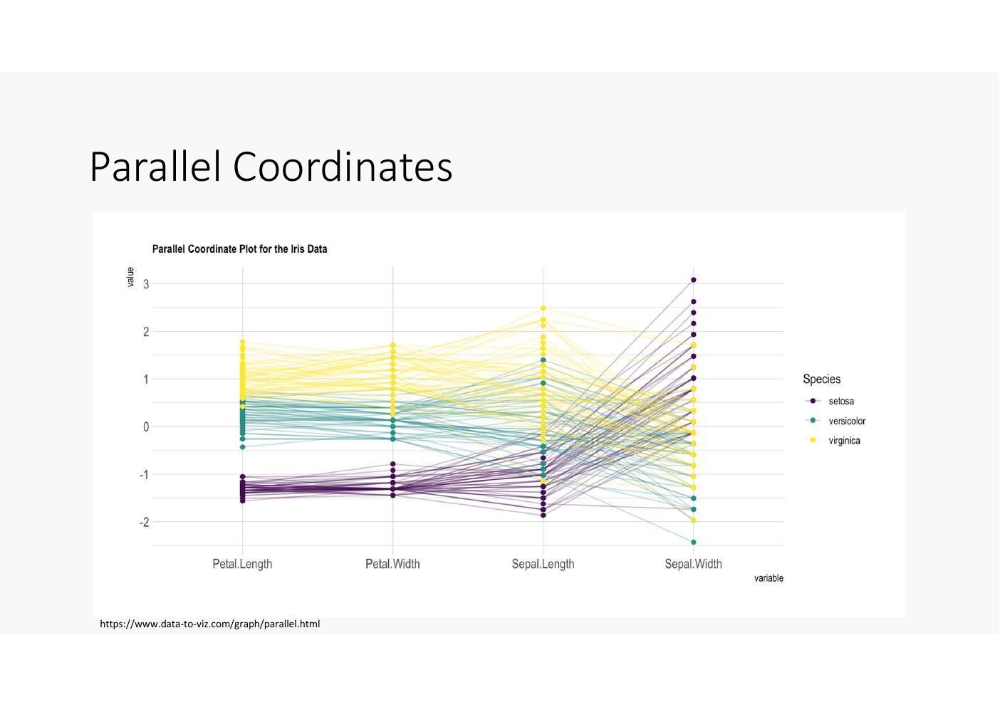 Parallel Coordinates
Parallel Coordinate Plot for the Iris Data
value
3
2
1
0
-1
-2
Petal.Length Petal.Width Sepal.Length Sepal.Width
variable
Species
setosa
versicolor
virginica
https://www.data-to-viz.com/graph/parallel.html